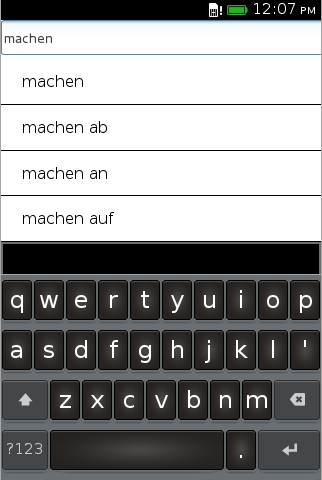 12:07 PM
machen
machen
machen ab
machen an
machen auf
q w e r t y u i o p
a s d f g h j k l '
z x c v b n m
?123 .